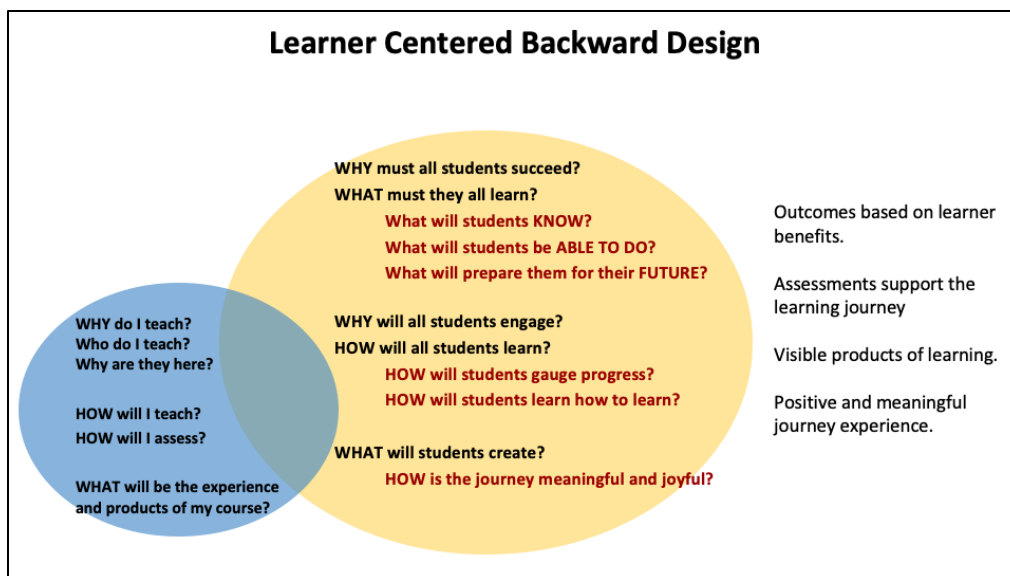 Learner Centered Backward Design
WHY do I teach?
Who do I teach?
Why are they here?
HOW will I teach?
HOW will I assess?
WHAT will be the experience
and products of my course?
WHY must all students succeed?
WHAT must they all learn?
What will students KNOW?
What will students be ABLE TO DO?
What will prepare them for their FUTURE?
WHY will all students engage?
HOW will all students learn?
HOW will students gauge progress?
HOW will students learn how to learn?
WHAT will students create?
HOW is the journey meaningful and joyful?
Outcomes based on learner
benefits.
Assessments support the
learning journey
Visible products of learning.
Positive and meaningful
journey experience.